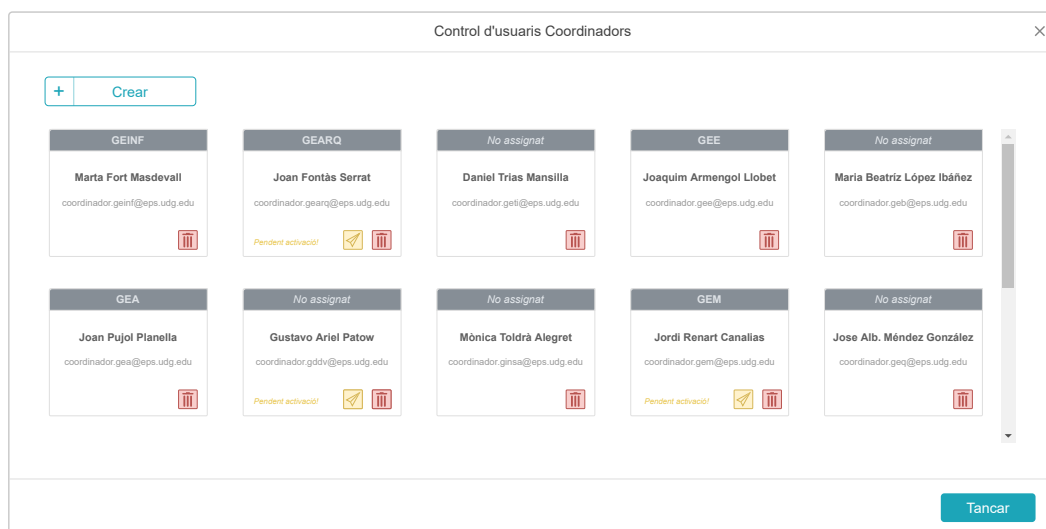 Control d'usuaris Coordinadors
+ Crear
GEINF
Marta Fort Masdevall
coordinador.geinf@eps.udg.edu
GEARQ
Joan Fontàs Serrat
coordinador.gearq@eps.udg.edu
Pendent activació!
No assignat
Daniel Trias Mansilla
coordinador.geti@eps.udg.edu
GEE
Joaquim Armengol Llobet
coordinador.gee@eps.udg.edu
No assignat
Maria Beatríz López Ibáñez
coordinador.geb@eps.udg.edu
GEA
Joan Pujol Planella
coordinador.gea@eps.udg.edu
No assignat
Gustavo Ariel Patow
coordinador.gddv@eps.udg.edu
Pendent activació!
No assignat
Mònica Toldrà Alegret
coordinador.ginsa@eps.udg.edu
GEM
Jordi Renart Canalias
coordinador.gem@eps.udg.edu
Pendent activació!
No assignat
Jose Alb. Méndez González
coordinador.geq@eps.udg.edu
Tancar